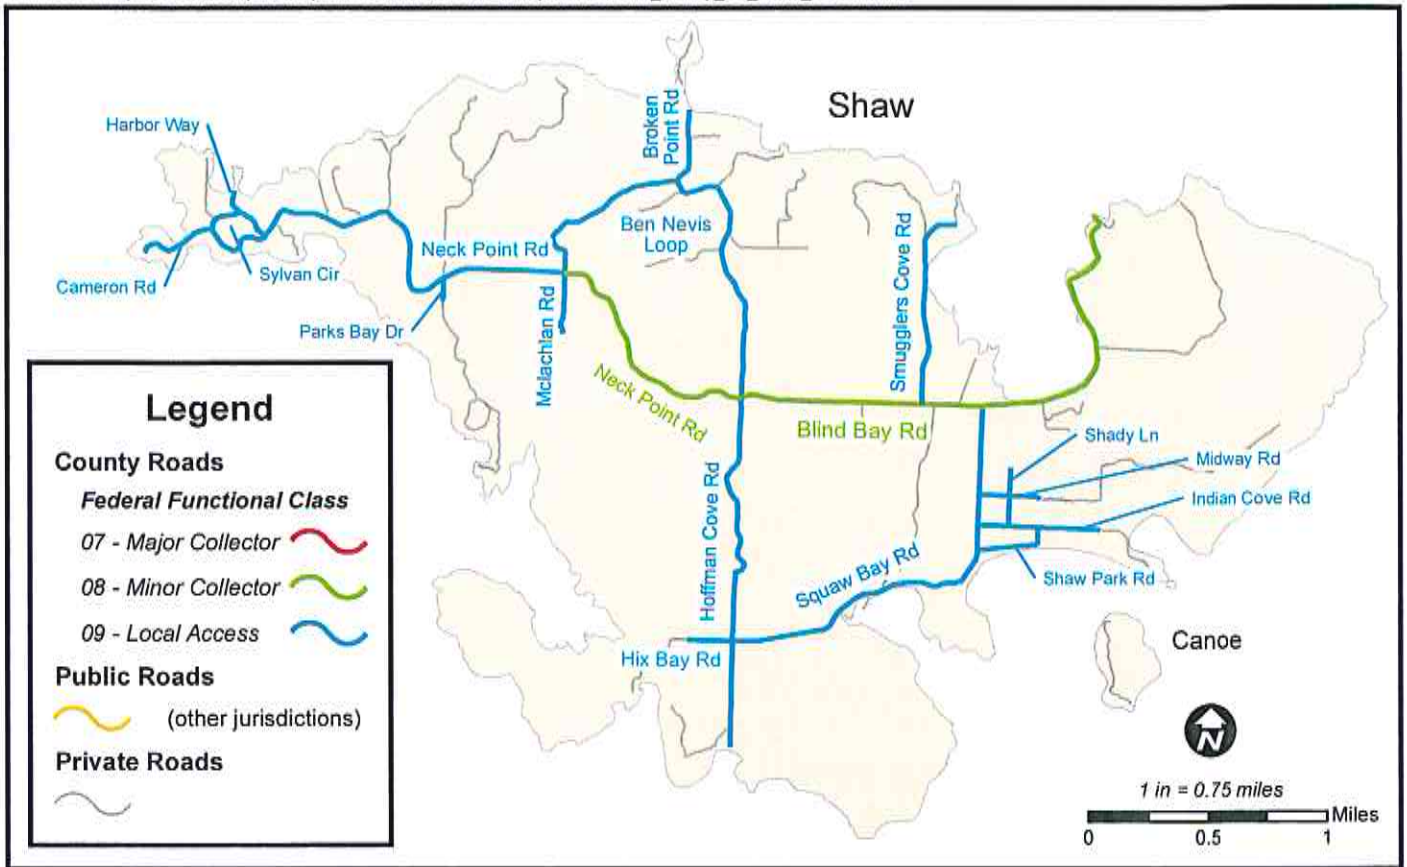 Shaw
Broken
Point Rd
Harbor Way
Ben Nevis
Loop
Neck Point Rd
Smugglers Cove Rd
Sylvan Cir
Cameron Rd
Parks Bay Dr
Mclachlan Rd
Neck Point Rd
Blind Bay Rd
Shady Ln
Midway Rd
Indian Cove Rd
Hoffman Cove Rd
Squaw Bay Rd
Shaw Park Rd
Hix Bay Rd
Canoe
Legend
County Roads
Federal Functional Class
07 - Major Collector
08 - Minor Collector
09 - Local Access
Public Roads
(other jurisdictions)
Private Roads
N
1 in = 0.75 miles
Miles
0 0.5 1